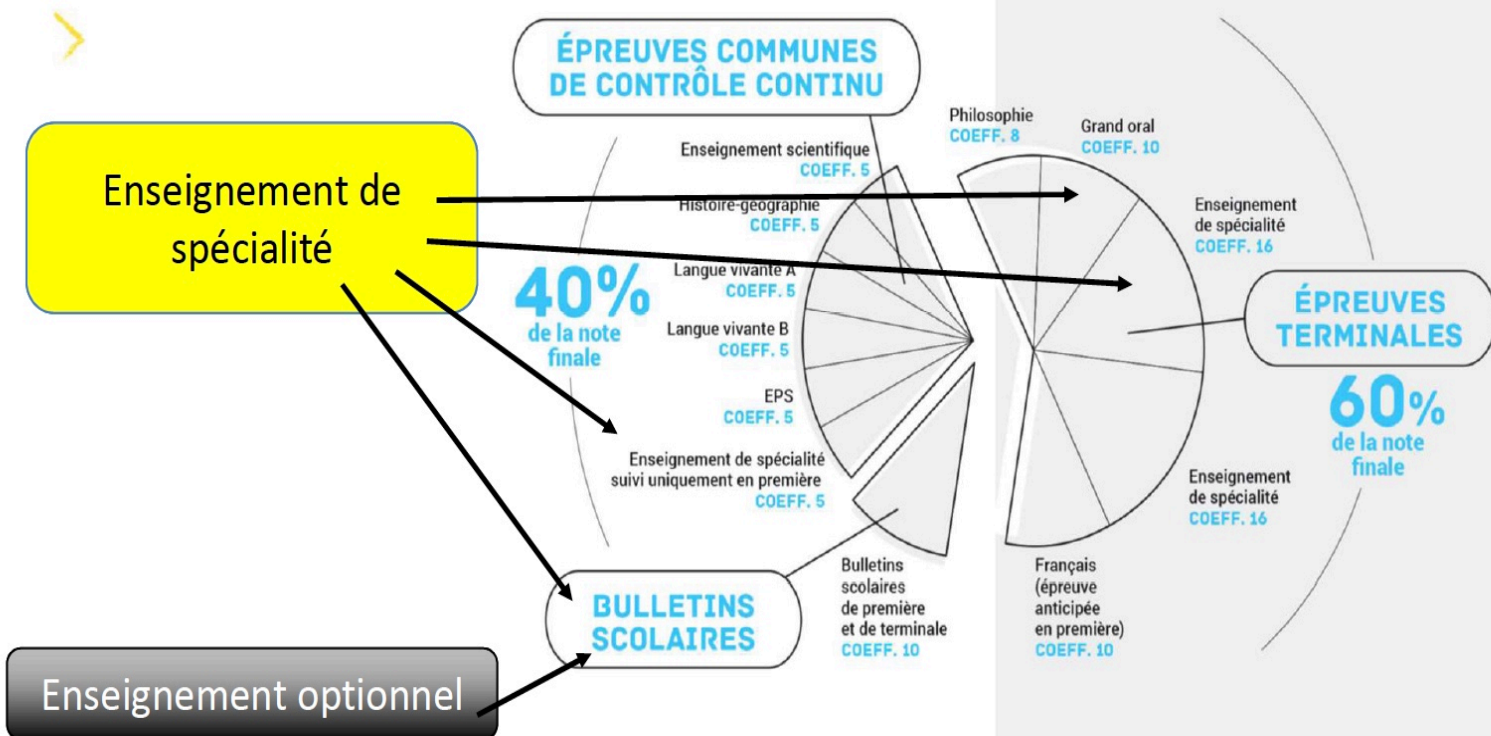 ÉPREUVES COMMUNES
DE CONTRÔLE CONTINU
Enseignement de
spécialité
Enseignement scientifique
COEFF. 5
Histoire-géographie
COEFF. 5
Langue vivante A
COEFF. 5
Langue vivante B
COEFF. 5
EPS
COEFF. 5
Enseignement de spécialité
suivi uniquement en première
COEFF. 5
40%
de la note
finale
BULLETINS
SCOLAIRES
Bulletins
scolaires
de première
et de terminale
COEFF. 10
Enseignement optionnel
Philosophie
COEFF. 8
Grand oral
COEFF. 10
Enseignement
de spécialité
COEFF. 16
ÉPREUVES
TERMINALES
60%
de la note
finale
Enseignement
de spécialité
COEFF. 16
Français
(épreuve
anticipée
en première)
COEFF. 10